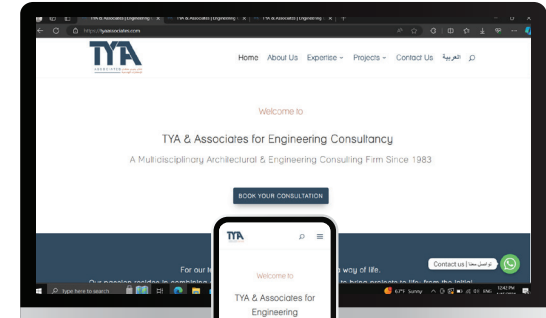 TYA & Associates | Engineering C
TYA & Associates | Engineering C
TYA & Associates | Engineering C
https://tyaassociates.com
TYA
ASSOCIATES
Home About Us Expertise Projects Contact Us العربية
Welcome to
TYA & Associates for Engineering Consultancy
A Multidisciplinary Architectural & Engineering Consulting Firm Since 1983
BOOK YOUR CONSULTATION
TYA
Welcome to
TYA & Associates for
Engineering
For our
a way of life.
Our passion resides in combining
to bring projects to life; from the initial
Contact us | تواصل معنا
Type here to search
67°F Sunny
ENG
12:42 PM